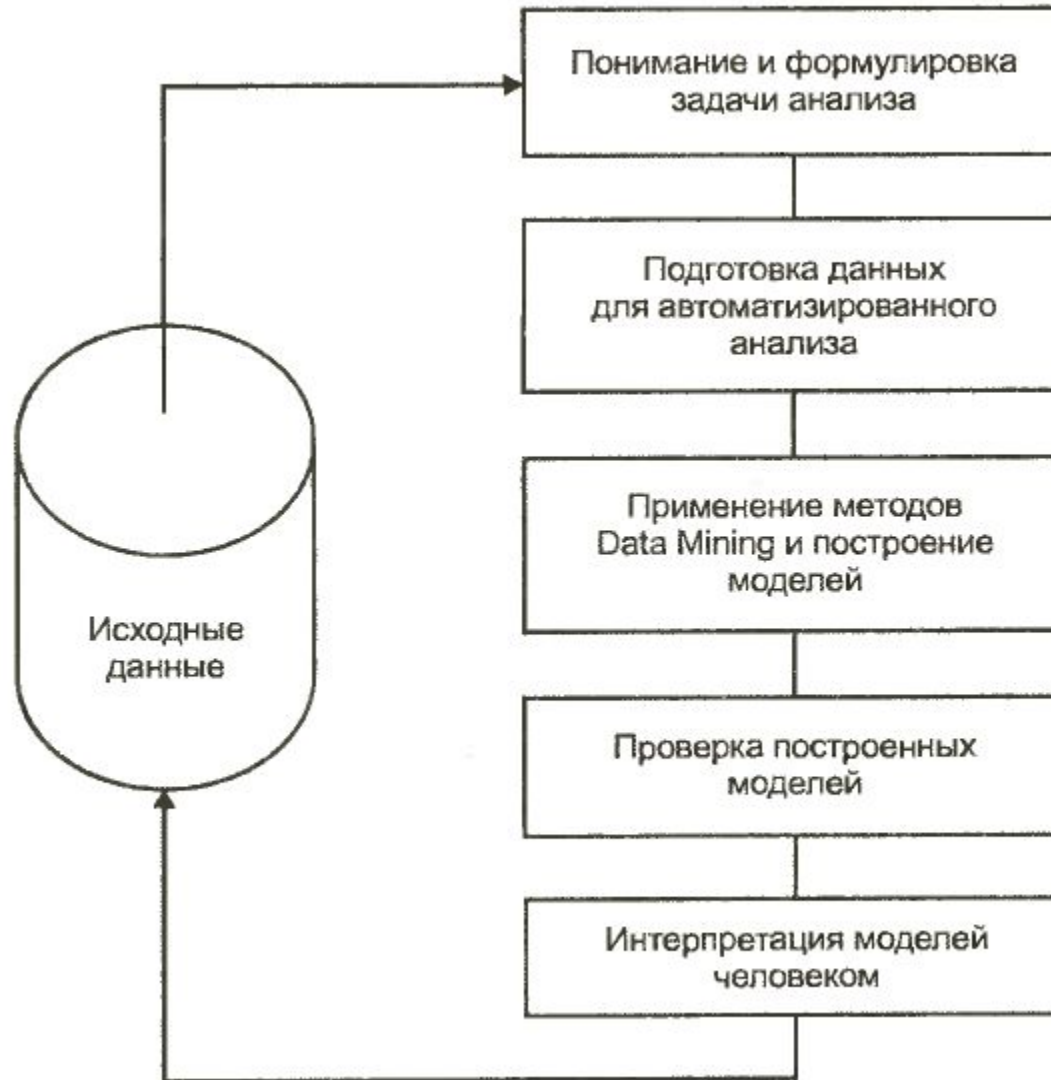 Понимание и формулировка
задачи анализа
Подготовка данных
для автоматизированного
анализа
Применение методов
Data Mining и построение
моделей
Проверка построенных
моделей
Интерпретация моделей
человеком
Исходные
данные